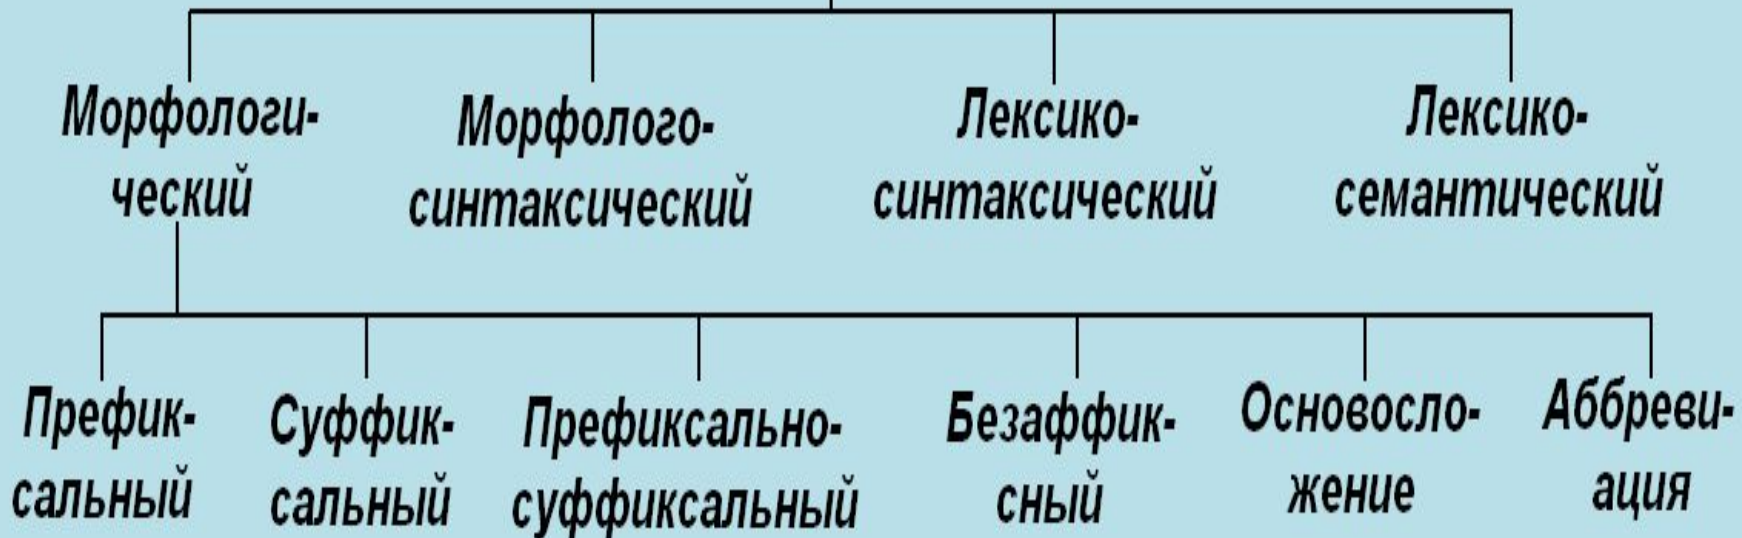 Морфологи-
ческий
Морфолого-
синтаксический
Лексико-
синтаксический
Лексико-
семантический
Префик-
сальный
Суффик-
сальный
Префиксально-
суффиксальный
Безаффик-
сный
Основосло-
жение
Аббреви-
ация